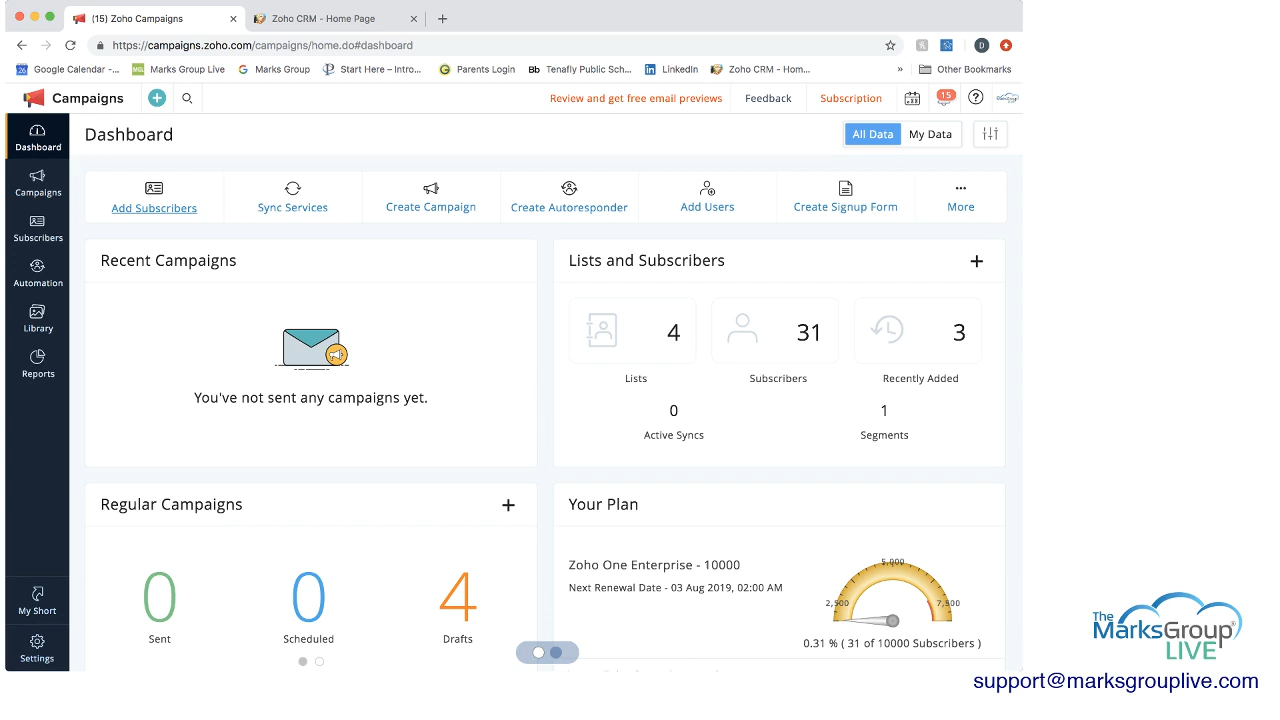 (15) Zoho Campaigns
Zoho CRM - Home Page
https://campaigns.zoho.com/campaigns/home.do#dashboard
D
26 Google Calendar -...
MGL Marks Group Live
G Marks Group
Start Here – Intro...
G Parents Login
Bb Tenafly Public Sch...
in LinkedIn
Zoho CRM - Hom...
»
Other Bookmarks
Campaigns
Review and get free email previews
Feedback
Subscription
15
Dashboard
Campaigns
Subscribers
Automation
Library
Reports
My Short
Settings
Dashboard
All Data
My Data
Add Subscribers
Sync Services
Create Campaign
Create Autoresponder
Add Users
Create Signup Form
More
Recent Campaigns
You've not sent any campaigns yet.
Lists and Subscribers
4
31
3
Lists
Subscribers
Recently Added
0
1
Active Syncs
Segments
Regular Campaigns
0
0
4
Sent
Scheduled
Drafts
Your Plan
Zoho One Enterprise - 10000
Next Renewal Date - 03 Aug 2019, 02:00 AM
5,000
2,500
7,500
0.31 % ( 31 of 10000 Subscribers )
The
MarksGroup®
LIVE
support@marksgrouplive.com